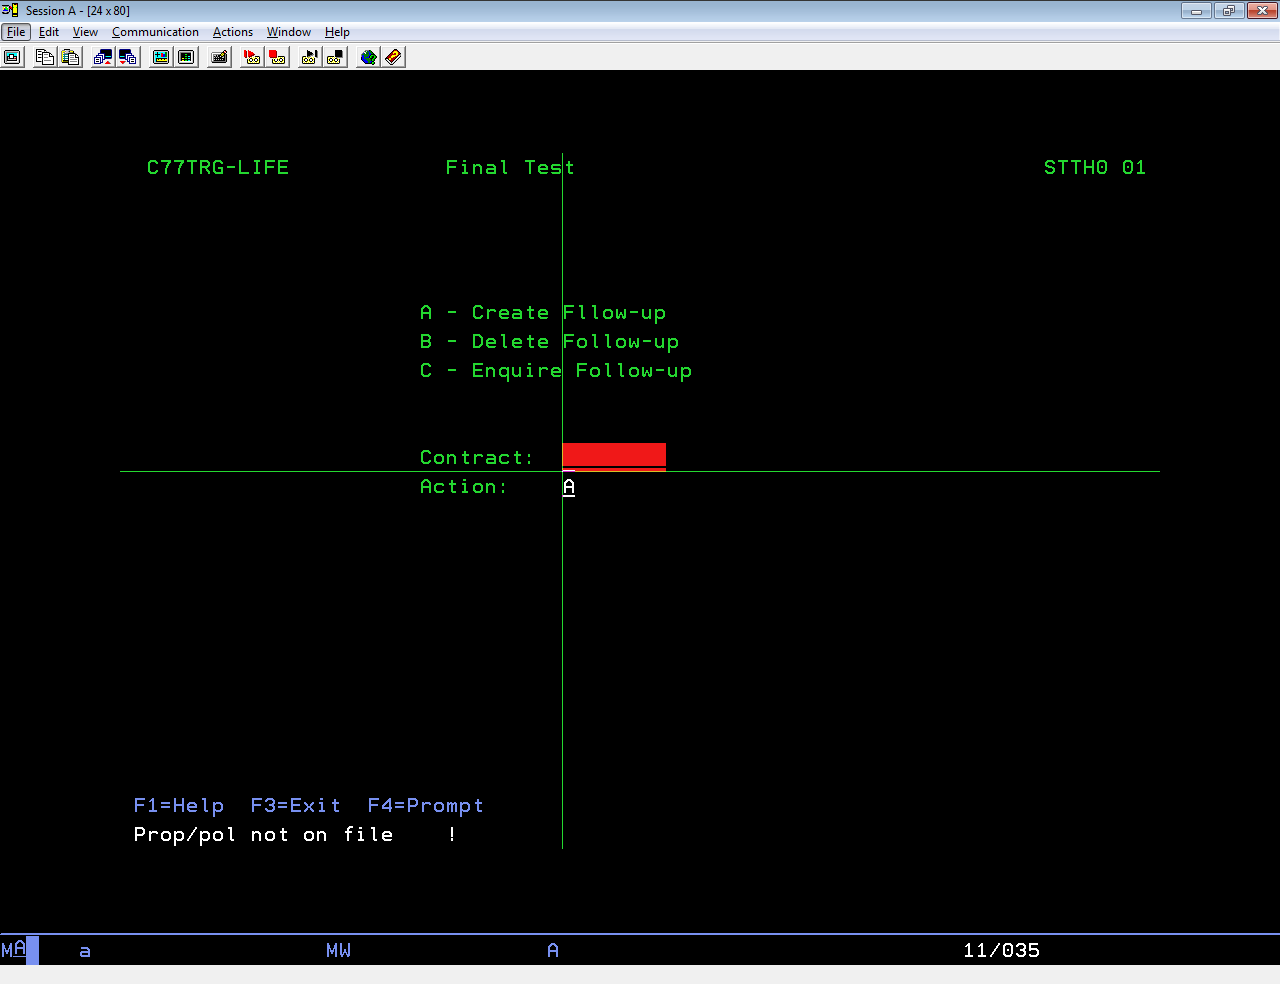 Session A - [24 x 80]
File Edit View Communication Actions Window Help
C77TRG-LIFE Final Test STTH0 01
A - Create Fllow-up
B - Delete Follow-up
C - Enquire Follow-up
Contract:
Action: A
F1=Help F3=Exit F4=Prompt
Prop/pol not on file !
MA a MW A 11/035